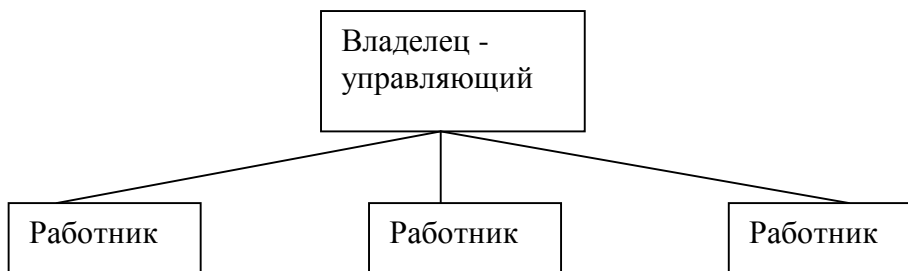 Владелец -
управляющий
Работник
Работник
Работник